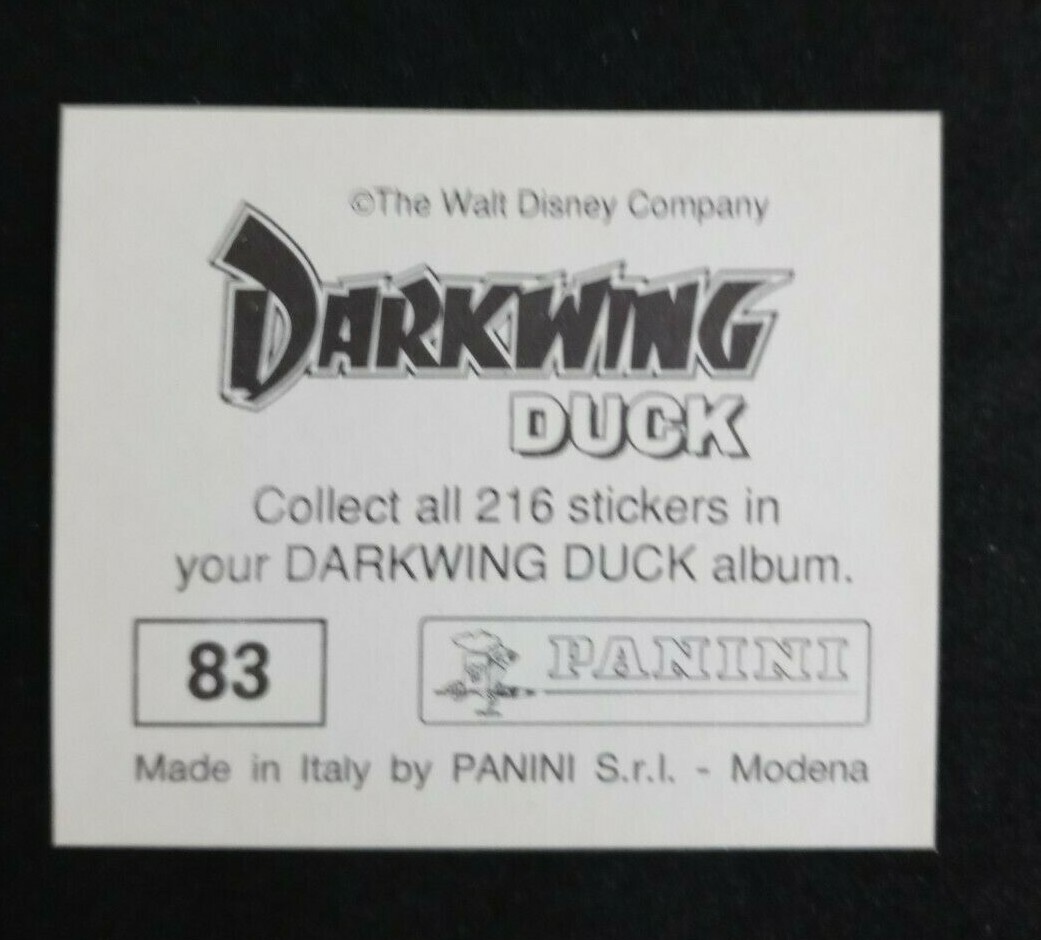 ©The Walt Disney Company
DARKWING
DUCK
Collect all 216 stickers in
your DARKWING DUCK album.
83
PANINI
Made in Italy by PANINI S.r.l. - Modena